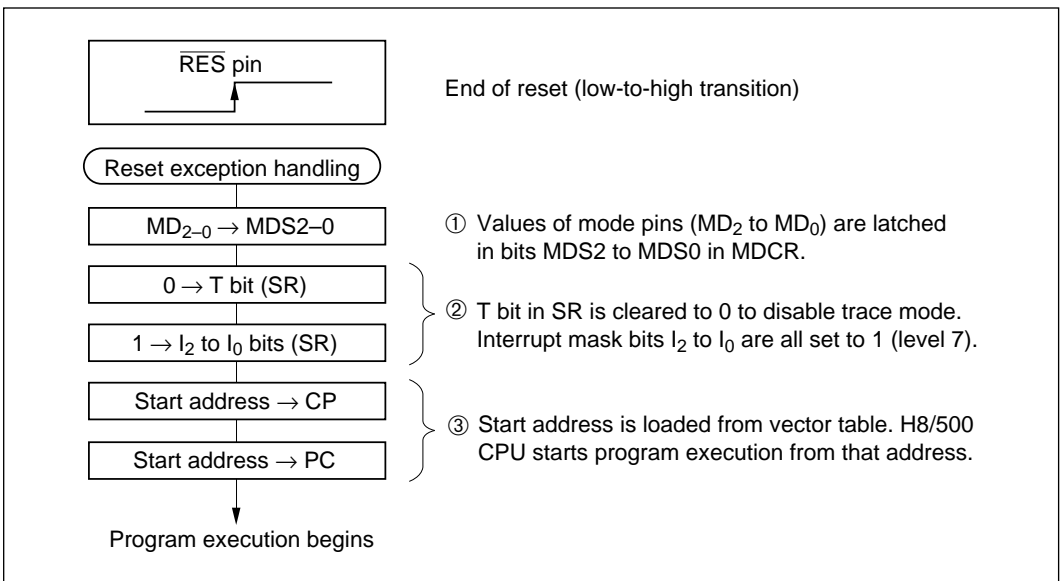 RES pin
End of reset (low-to-high transition)
Reset exception handling
MD2–0 → MDS2–0
① Values of mode pins (MD2 to MD0) are latched
in bits MDS2 to MDS0 in MDCR.
0 → T bit (SR)
1 → I2 to I0 bits (SR)
② T bit in SR is cleared to 0 to disable trace mode.
Interrupt mask bits I2 to I0 are all set to 1 (level 7).
Start address → CP
Start address → PC
③ Start address is loaded from vector table. H8/500
CPU starts program execution from that address.
Program execution begins